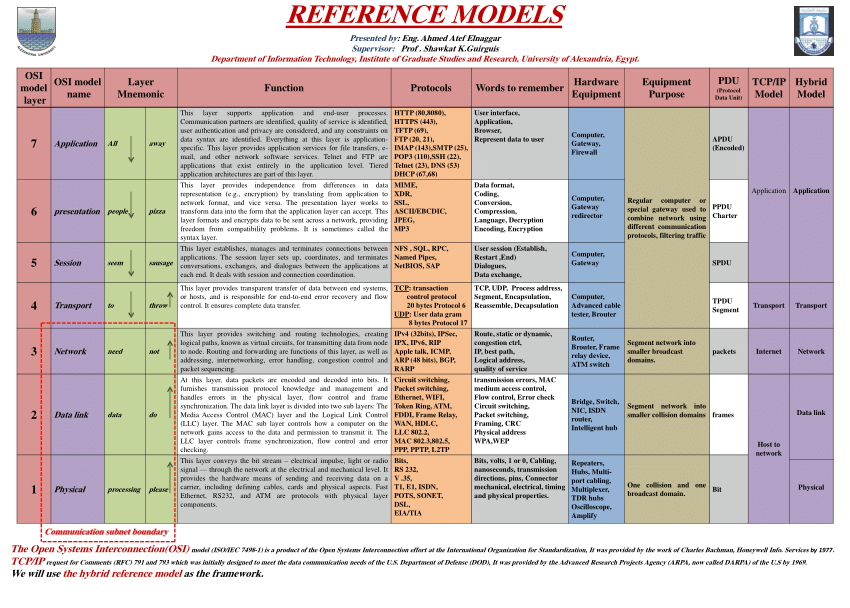 REFERENCE MODELS
Presented by: Eng. Ahmed Atef Elnaggar
Supervisor: Prof . Shawkat K.Guirguis
Department of Information Technology, Institute of Graduate Studies and Research, University of Alexandria, Egypt.
OSI model layer
OSI model name
Layer Mnemonic
Function
Protocols
Words to remember
Hardware Equipment
Equipment Purpose
PDU (Protocol Data Unit)
TCP/IP Model
Hybrid Model
7
Application
All
away
This layer supports application and end-user processes.
Communication partners are identified, quality of service is identified,
user authentication and privacy are considered, and any constraints on
data syntax are identified. Everything at this layer is application-
specific. This layer provides application services for file transfers, e-
mail, and other network software services. Telnet and FTP are
applications that exist entirely in the application level. Tiered
application architectures are part of this layer.
HTTP (80,8080),
HTTPS (443),
TFTP (69),
FTP (20, 21),
IMAP (143),SMTP (25),
POP3 (110),SSH (22),
Telnet (23), DNS (53)
DHCP (67,68)
User interface,
Application,
Browser,
Represent data to user
Computer,
Gateway,
Firewall
Regular computer or
special gateway used to
combine network using
different communication
protocols, filtering traffic
APDU
(Encoded)
Application
Application
6
presentation
people
pizza
This layer provides independence from differences in data
representation (e.g., encryption) by translating from application to
network format, and vice versa. The presentation layer works to
transform data into the form that the application layer can accept. This
layer formats and encrypts data to be sent across a network, providing
freedom from compatibility problems. It is sometimes called the
syntax layer.
MIME,
XDR,
SSL,
ASCII/EBCDIC,
JPEG,
MP3
Data format,
Coding,
Conversion,
Compression,
Language, Decryption
Encoding, Encryption
Computer,
Gateway
redirector
PPDU
Charter
5
Session
seem
sausage
This layer establishes, manages and terminates connections between
applications. The session layer sets up, coordinates, and terminates
conversations, exchanges, and dialogues between the applications at
each end. It deals with session and connection coordination.
NFS , SQL, RPC,
Named Pipes,
NetBIOS, SAP
User session (Establish,
Restart ,End)
Dialogues,
Data exchange,
Computer,
Gateway
SPDU
4
Transport
to
throw
This layer provides transparent transfer of data between end systems,
or hosts, and is responsible for end-to-end error recovery and flow
control. It ensures complete data transfer.
TCP: transaction
control protocol
20 bytes Protocol 6
UDP: User data gram
8 bytes Protocol 17
TCP, UDP, Process address,
Segment, Encapsulation,
Reassemble, Decapsulation
Computer,
Advanced cable
tester, Brouter
TPDU
Segment
Transport
Transport
3
Network
need
not
This layer provides switching and routing technologies, creating
logical paths, known as virtual circuits, for transmitting data from node
to node. Routing and forwarding are functions of this layer, as well as
addressing, internetworking, error handling, congestion control and
packet sequencing.
IPv4 (32bits), IPSec,
IPX, IPv6, RIP
Apple talk, ICMP,
ARP (48 bits), BGP,
RARP
Route, static or dynamic,
congestion ctrl,
IP, best path,
Logical address,
quality of service
Router,
Brouter, Frame
relay device,
ATM switch
Segment network into
smaller broadcast
domains.
packets
Internet
Network
2
Data link
data
do
At this layer, data packets are encoded and decoded into bits. It
furnishes transmission protocol knowledge and management and
handles errors in the physical layer, flow control and frame
synchronization. The data link layer is divided into two sub layers: The
Media Access Control (MAC) layer and the Logical Link Control
(LLC) layer. The MAC sub layer controls how a computer on the
network gains access to the data and permission to transmit it. The
LLC layer controls frame synchronization, flow control and error
checking.
Circuit switching,
Packet switching,
Ethernet, WIFI,
Token Ring, ATM,
FDDI, Frame Relay,
WAN, HDLC,
LLC 802.2,
MAC 802.3,802.5,
PPP, PPTP, L2TP
transmission errors, MAC
medium access control,
Flow control, Error check
Circuit switching,
Packet switching,
Framing, CRC
Physical address
WPA,WEP
Bridge, Switch,
NIC, ISDN
router,
Intelligent hub
Segment network into
smaller collision domains
frames
Host to
network
Data link
1
Physical
processing
please
This layer conveys the bit stream – electrical impulse, light or radio
signal — through the network at the electrical and mechanical level. It
provides the hardware means of sending and receiving data on a
carrier, including defining cables, cards and physical aspects. Fast
Ethernet, RS232, and ATM are protocols with physical layer
components.
Bits,
RS 232,
V .35,
T1, E1, ISDN,
POTS, SONET,
DSL,
EIA/TIA
Bits, volts, 1 or 0, Cabling,
nanoseconds, transmission
directions, pins, Connector
mechanical, electrical, timing
and physical properties.
Repeaters,
Hubs, Multi-
port cabling,
Multiplexer,
TDR hubs
Oscilloscope,
Amplify
One collision and one
broadcast domain.
Bit
Physical
Communication subnet boundary
The Open Systems Interconnection(OSI) model (ISO/IEC 7498-1) is a product of the Open Systems Interconnection effort at the International Organization for Standardization, It was provided by the work of Charles Bachman, Honeywell Info. Services by 1977.
TCP/IP request for Comments (RFC) 791 and 793 which was initially designed to meet the data communication needs of the U.S. Department of Defense (DOD), It was provided by the Advanced Research Projects Agency (ARPA, now called DARPA) of the U.S by 1969.
We will use the hybrid reference model as the framework.